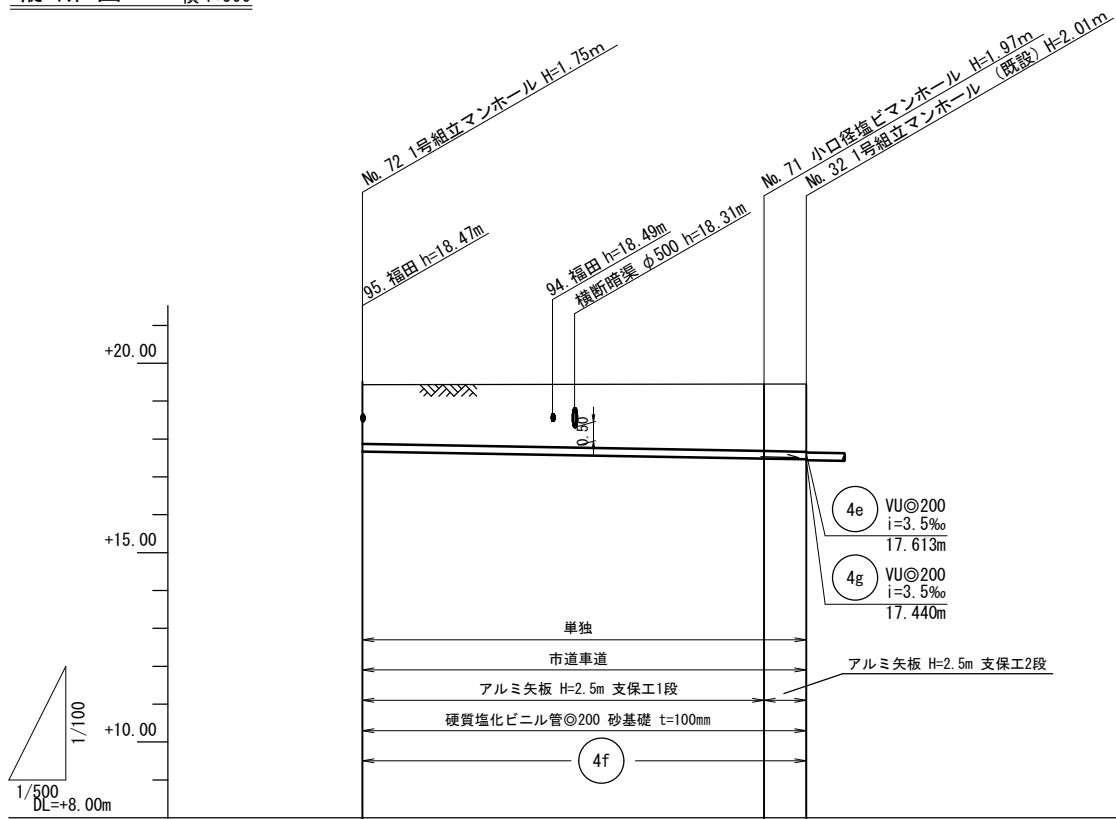 No. 72 1号組立マンホール H=1.75m
No. 71 小口径塩ビマンホール H=1.97m
No. 32 1号組立マンホール (既設) H=2.01m
95.福田 h=18.47m
94.福田 h=18.49m
横断暗渠 φ500 h=18.31m
+20.00
0.50
4e VU◎200
i=3.5‰
17.613m
+15.00
4g VU◎200
i=3.5‰
17.440m
単独
市道車道
アルミ矢板 H=2.5m 支保工1段
アルミ矢板 H=2.5m 支保工2段
硬質塩化ビニル管◎200 砂基礎 t=100mm
+10.00
4f
1/100
1/500
DL=+8.00m